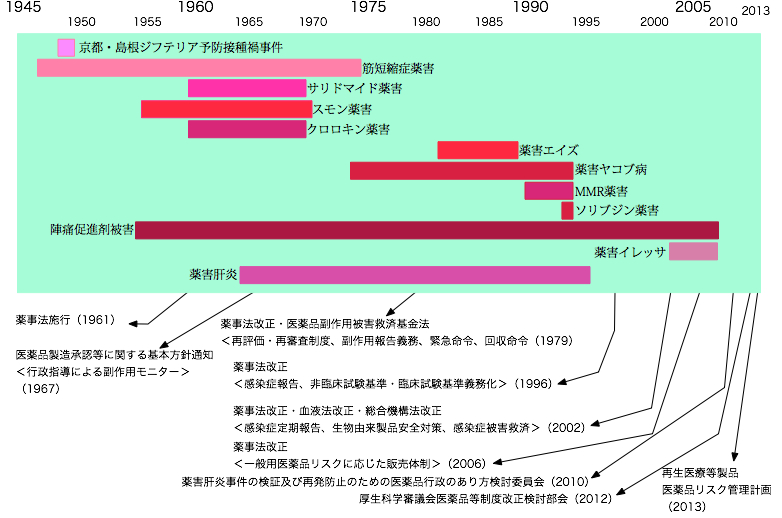 1945 1960 1975 1990 2005 2013
1950 1955 1965 1970 1980 1985 1995 2000 2010
京都・島根ジフテリア予防接種禍事件
筋短縮症薬害
サリドマイド薬害
スモン薬害
クロロキン薬害
薬害エイズ
薬害ヤコブ病
MMR薬害
ソリブジン薬害
陣痛促進剤被害
薬害イレッサ
薬害肝炎
薬事法施行（1961）
医薬品製造承認等に関する基本方針通知
＜行政指導による副作用モニター＞
（1967）
薬事法改正・医薬品副作用被害救済基金法
＜再評価・再審査制度、副作用報告義務、緊急命令、回収命令（1979）
薬事法改正
＜感染症報告、非臨床試験基準・臨床試験基準義務化＞（1996）
薬事法改正・血液法改正・総合機構法改正
＜感染症定期報告、生物由来製品安全対策、感染症被害救済＞（2002）
薬事法改正
＜一般用医薬品リスクに応じた販売体制＞（2006）
薬害肝炎事件の検証及び再発防止のための医薬品行政のあり方検討委員会（2010）
厚生科学審議会医薬品等制度改正検討部会（2012）
再生医療等製品
医薬品リスク管理計画
（2013）